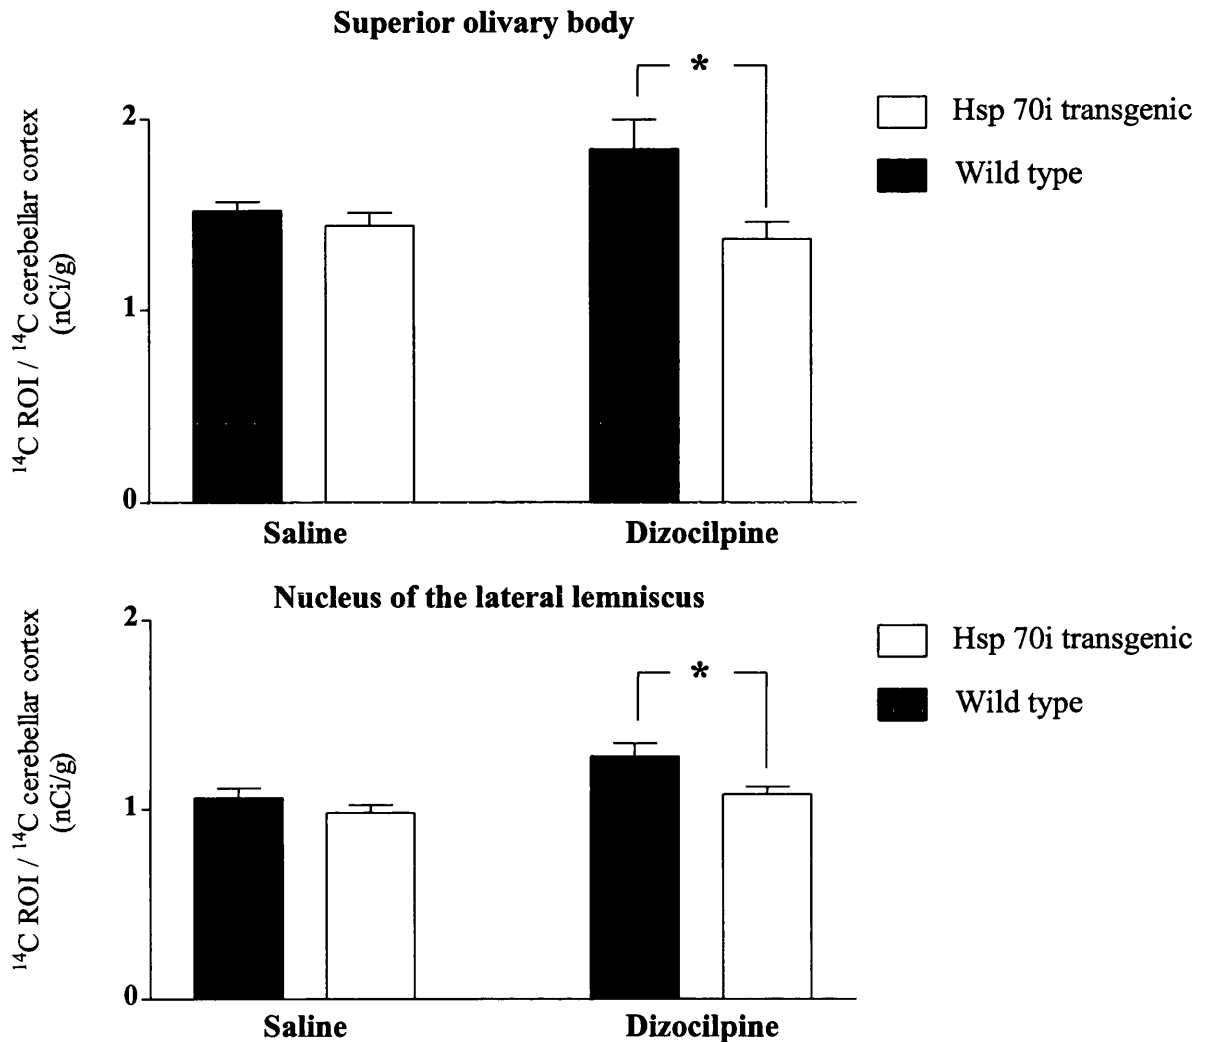 Superior olivary body
*
2
1
0
¹⁴C ROI / ¹⁴C cerebellar cortex
(nCi/g)
Hsp 70i transgenic
Wild type
Saline
Dizocilpine
Nucleus of the lateral lemniscus
*
2
1
0
¹⁴C ROI / ¹⁴C cerebellar cortex
(nCi/g)
Hsp 70i transgenic
Wild type
Saline
Dizocilpine